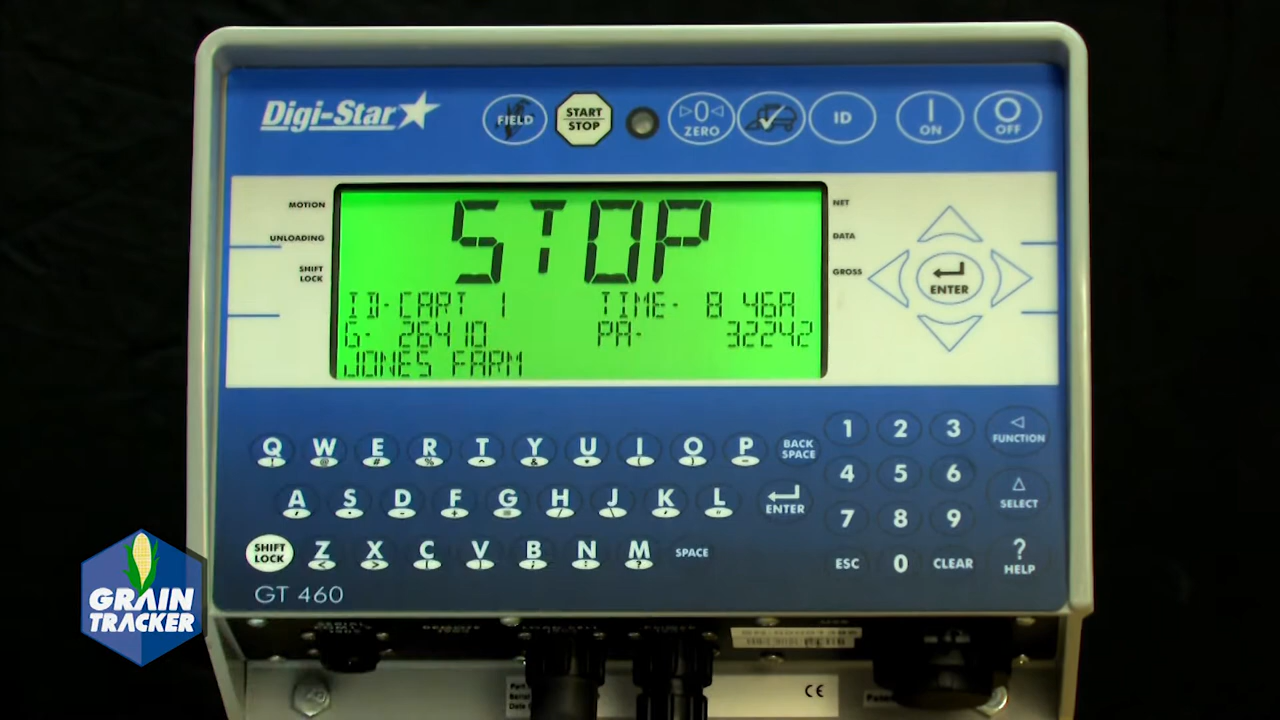 Digi-Star
FIELD
START
STOP
0
ZERO
ID
ON
OFF
MOTION
UNLOADING
SHIFT
LOCK
STOP
ID-CART 1 TIME- 8 46A
G- 26410 PA- 32242
JONES FARM
NET
DATA
GROSS
ENTER
Q W E R T Y U I O P BACK SPACE
! @ # % ^ & * ( ) _
A S D F G H J K L ENTER
SHIFT LOCK Z X C V B N M SPACE
1 2 3 FUNCTION
4 5 6 SELECT
7 8 9
ESC 0 CLEAR ? HELP
GT 460
GRAIN
TRACKER
CE